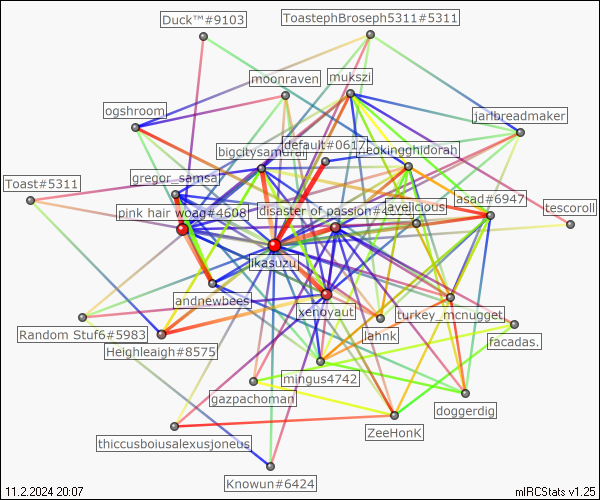 Duck™#9103
ToastephBroseph5311#5311
moonraven
mukszi
ogshroom
jarlbreadmaker
default#0617
bigcitysamurai
neokingghidorah
gregor_samsa
Toast#5311
asad#6947
pink hair woag#4608
disaster of passion#4
avelicious
tescoroll
ikasuzu
andnewbees
xenoyaut
turkey_mcnugget
Random Stuf6#5983
lahnk
facadas.
Heighleaigh#8575
mingus4742
gazpachoman
doggerdig
ZeeHonK
thiccusboiusalexusjoneus
Knowun#6424
11.2.2024 20:07
mIRCStats v1.25